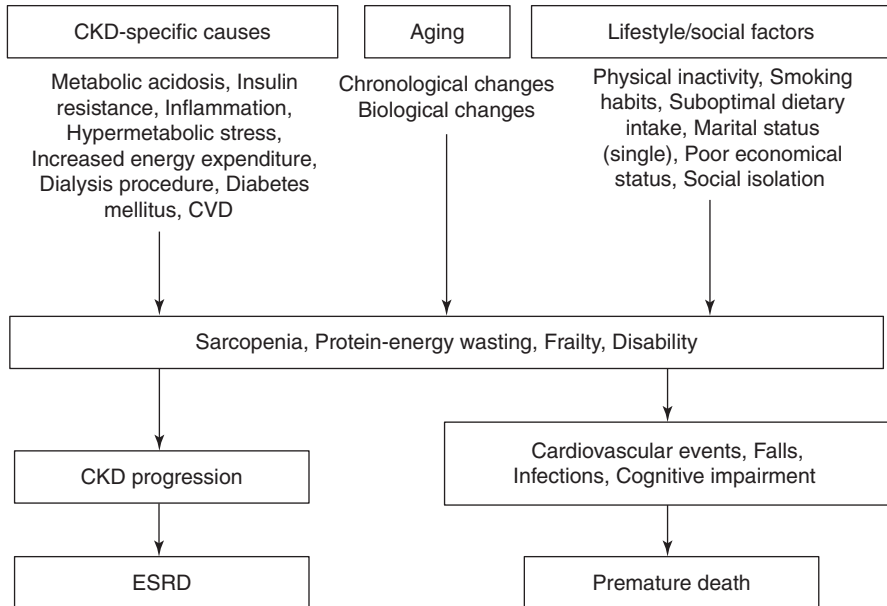 CKD-specific causes
Metabolic acidosis, Insulin
resistance, Inflammation,
Hypermetabolic stress,
Increased energy expenditure,
Dialysis procedure, Diabetes
mellitus, CVD
Aging
Chronological changes
Biological changes
Lifestyle/social factors
Physical inactivity, Smoking
habits, Suboptimal dietary
intake, Marital status
(single), Poor economical
status, Social isolation
Sarcopenia, Protein-energy wasting, Frailty, Disability
CKD progression
Cardiovascular events, Falls,
Infections, Cognitive impairment
ESRD
Premature death